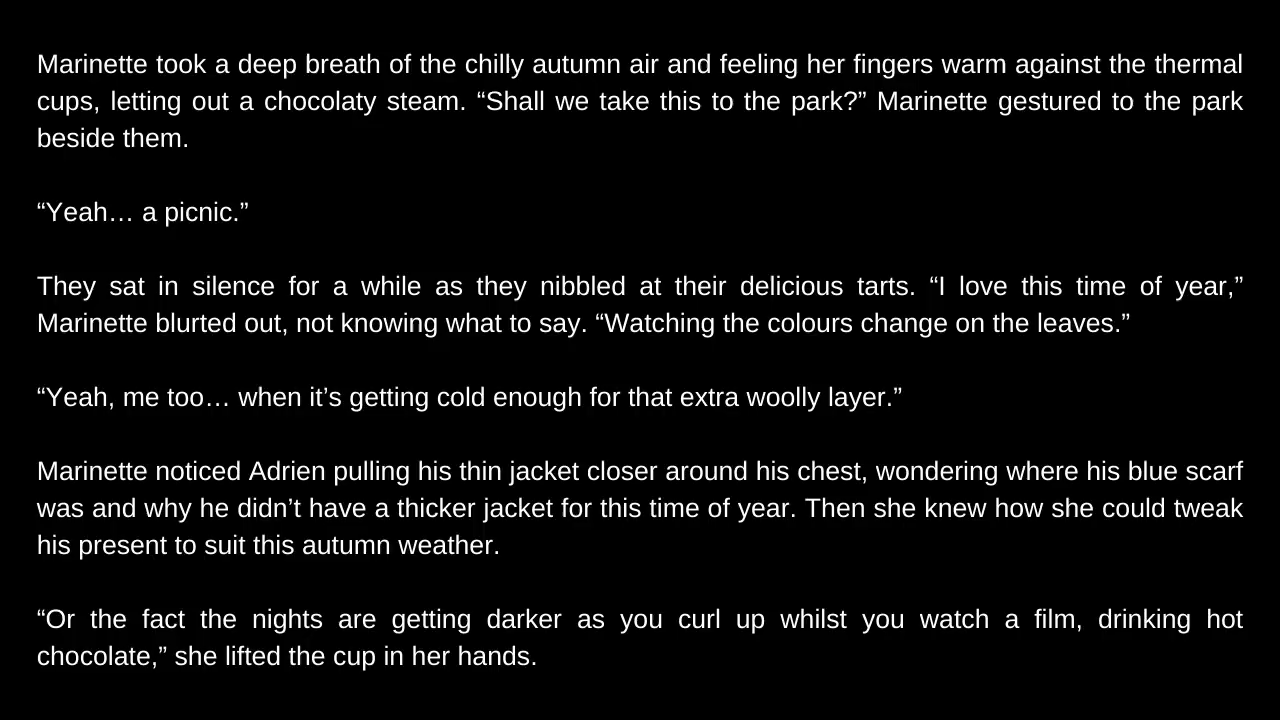 Marinette took a deep breath of the chilly autumn air and feeling her fingers warm against the thermal
cups, letting out a chocolaty steam. “Shall we take this to the park?” Marinette gestured to the park
beside them.
“Yeah… a picnic.”
They sat in silence for a while as they nibbled at their delicious tarts. “I love this time of year,”
Marinette blurted out, not knowing what to say. “Watching the colours change on the leaves.”
“Yeah, me too… when it’s getting cold enough for that extra woolly layer.”
Marinette noticed Adrien pulling his thin jacket closer around his chest, wondering where his blue scarf
was and why he didn’t have a thicker jacket for this time of year. Then she knew how she could tweak
his present to suit this autumn weather.
“Or the fact the nights are getting darker as you curl up whilst you watch a film, drinking hot
chocolate,” she lifted the cup in her hands.